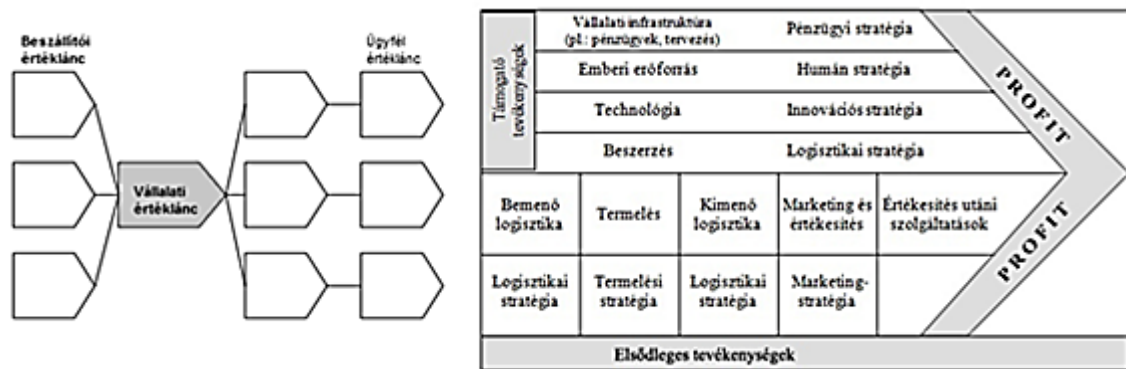 Beszállítói
értéklánc
Ügyfél
értéklánc
Vállalati
értéklánc
Támogató
tevékenységek
Vállalati infrastruktúra
(pl.: pénzügyek, tervezés)
Pénzügyi stratégia
Emberi erőforrás
Humán stratégia
Technológia
Innovációs stratégia
Beszerzés
Logisztikai stratégia
PROFIT
Bemenő
logisztika
Termelés
Kimenő
logisztika
Marketing és
értékesítés
Értékesítés utáni
szolgáltatások
PROFIT
Logisztikai
stratégia
Termelési
stratégia
Logisztikai
stratégia
Marketing-
stratégia
Elsődleges tevékenységek